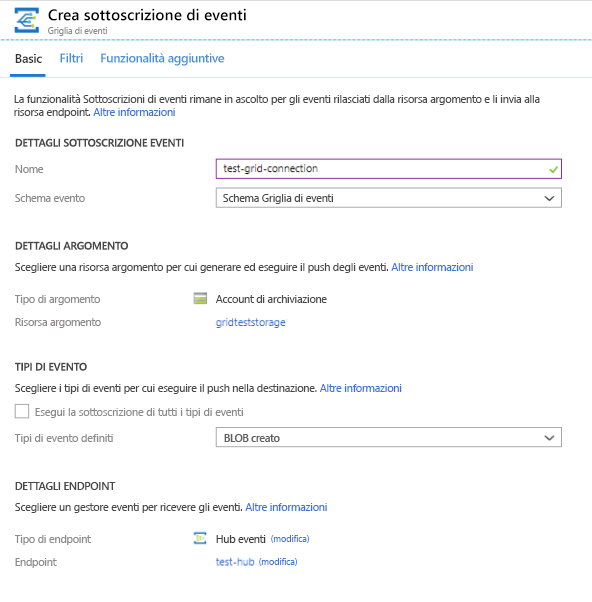 Crea sottoscrizione di eventi
Griglia di eventi
Basic Filtri Funzionalità aggiuntive
La funzionalità Sottoscrizioni di eventi rimane in ascolto per gli eventi rilasciati dalla risorsa argomento e li invia alla
risorsa endpoint. Altre informazioni
DETTAGLI SOTTOSCRIZIONE EVENTI
Nome test-grid-connection
Schema evento Schema Griglia di eventi
DETTAGLI ARGOMENTO
Scegliere una risorsa argomento per cui generare ed eseguire il push degli eventi. Altre informazioni
Tipo di argomento Account di archiviazione
Risorsa argomento gridteststorage
TIPI DI EVENTO
Scegliere i tipi di eventi per cui eseguire il push nella destinazione. Altre informazioni
Esegui la sottoscrizione di tutti i tipi di eventi
Tipi di evento definiti BLOB creato
DETTAGLI ENDPOINT
Scegliere un gestore eventi per ricevere gli eventi. Altre informazioni
Tipo di endpoint Hub eventi (modifica)
Endpoint test-hub (modifica)